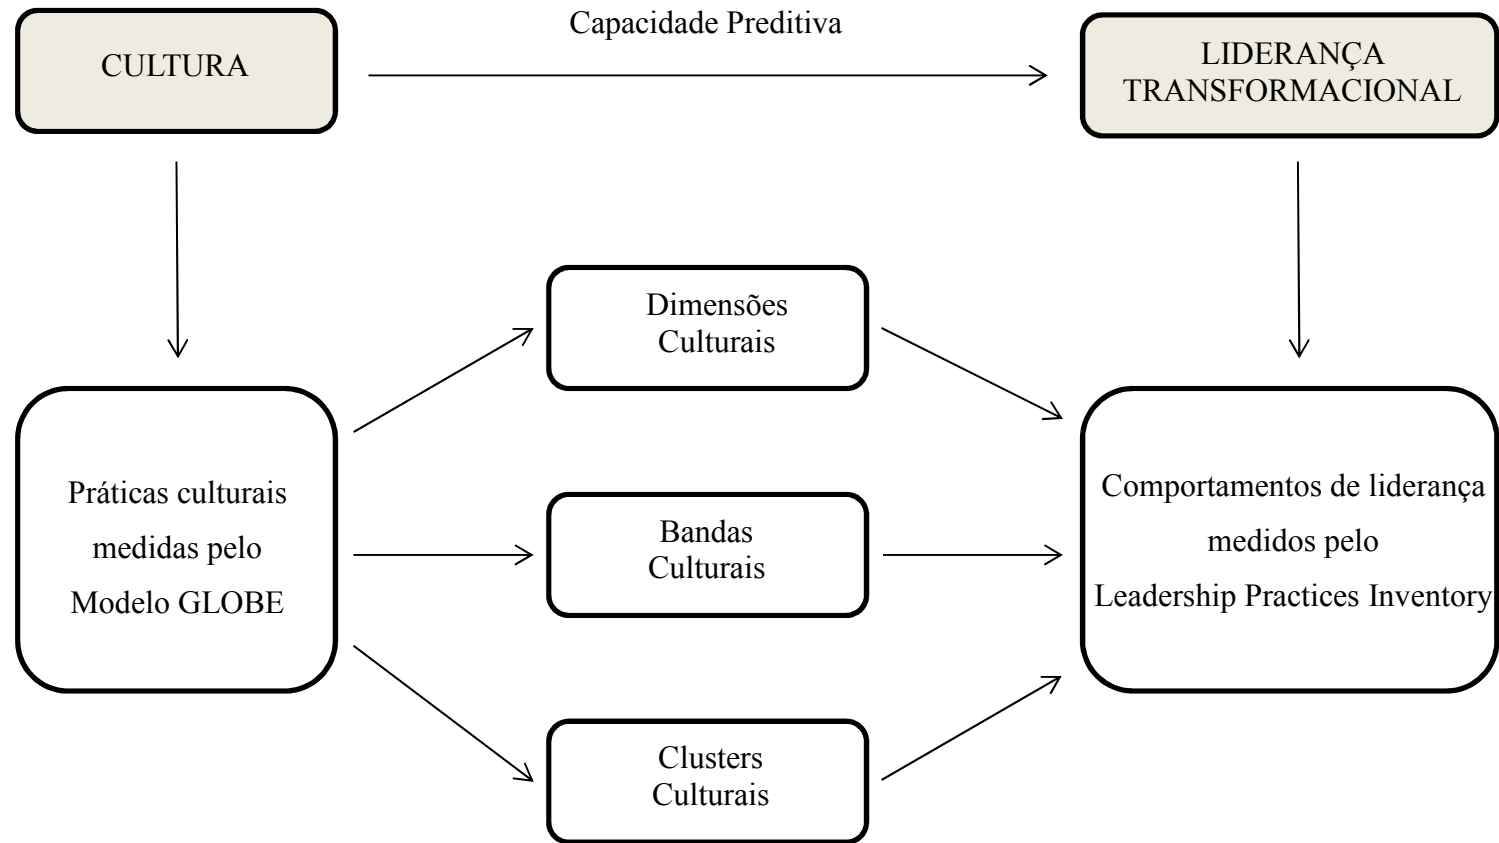 Capacidade Preditiva
CULTURA
LIDERANÇA
TRANSFORMACIONAL
Dimensões
Culturais
Práticas culturais
medidas pelo
Modelo GLOBE
Bandas
Culturais
Comportamentos de liderança
medidos pelo
Leadership Practices Inventory
Clusters
Culturais